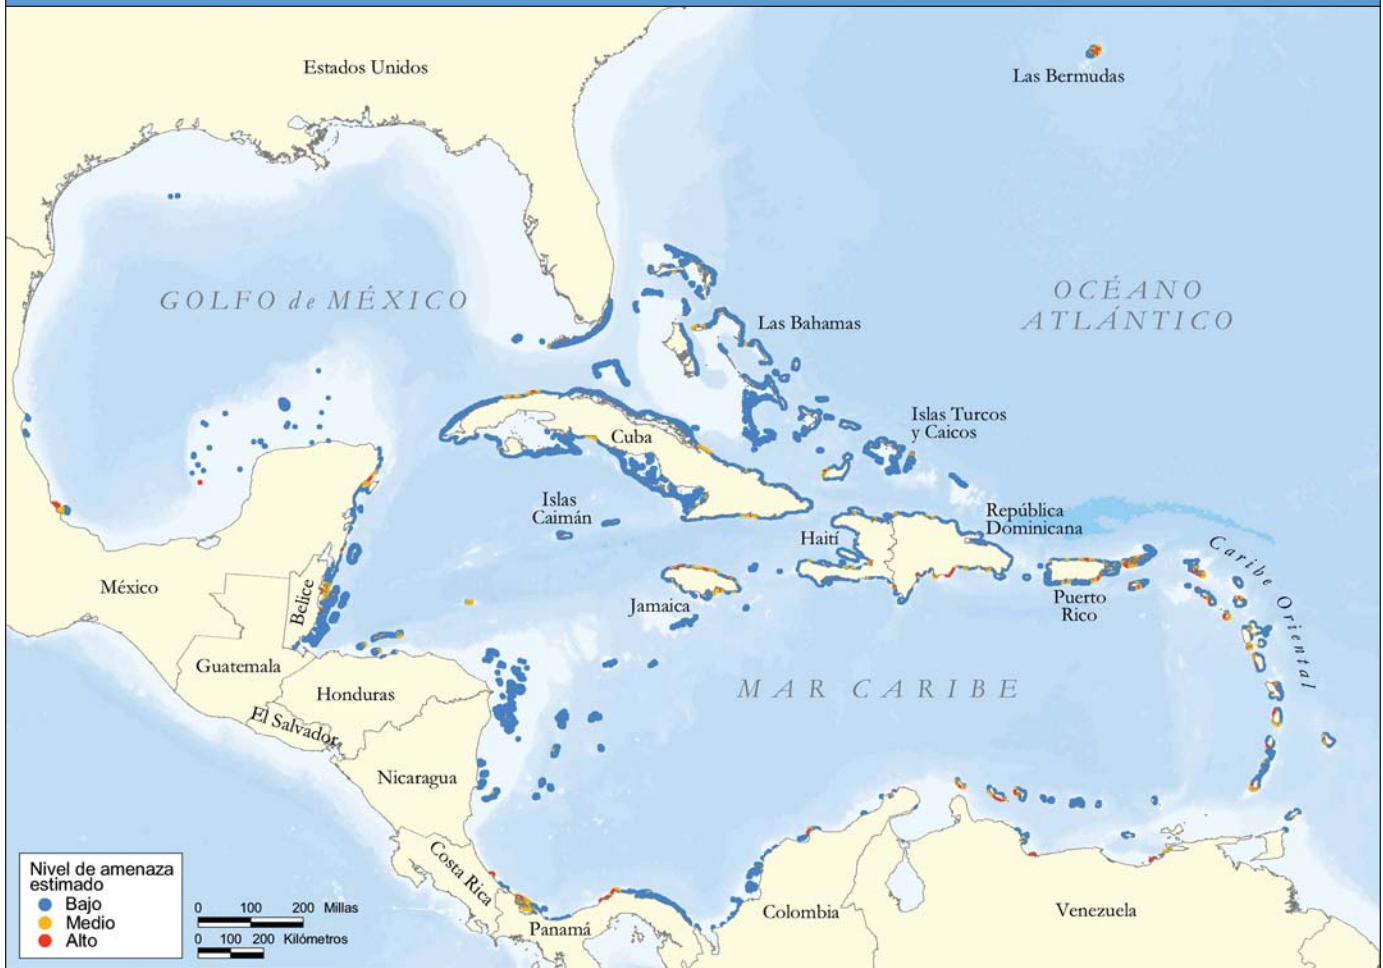 Estados Unidos
Las Bermudas
GOLFO de MÉXICO
OCÉANO
ATLÁNTICO
Las Bahamas
Islas Turcos
y Caicos
Cuba
Islas
Caimán
República
Dominicana
Haití
Caribe Oriental
México
Belice
Jamaica
Puerto
Rico
Guatemala
Honduras
MAR CARIBE
El Salvador
Nicaragua
Costa Rica
Panamá
Colombia
Venezuela
Nivel de amenaza
estimado
Bajo
Medio
Alto
0 100 200 Millas
0 100 200 Kilómetros